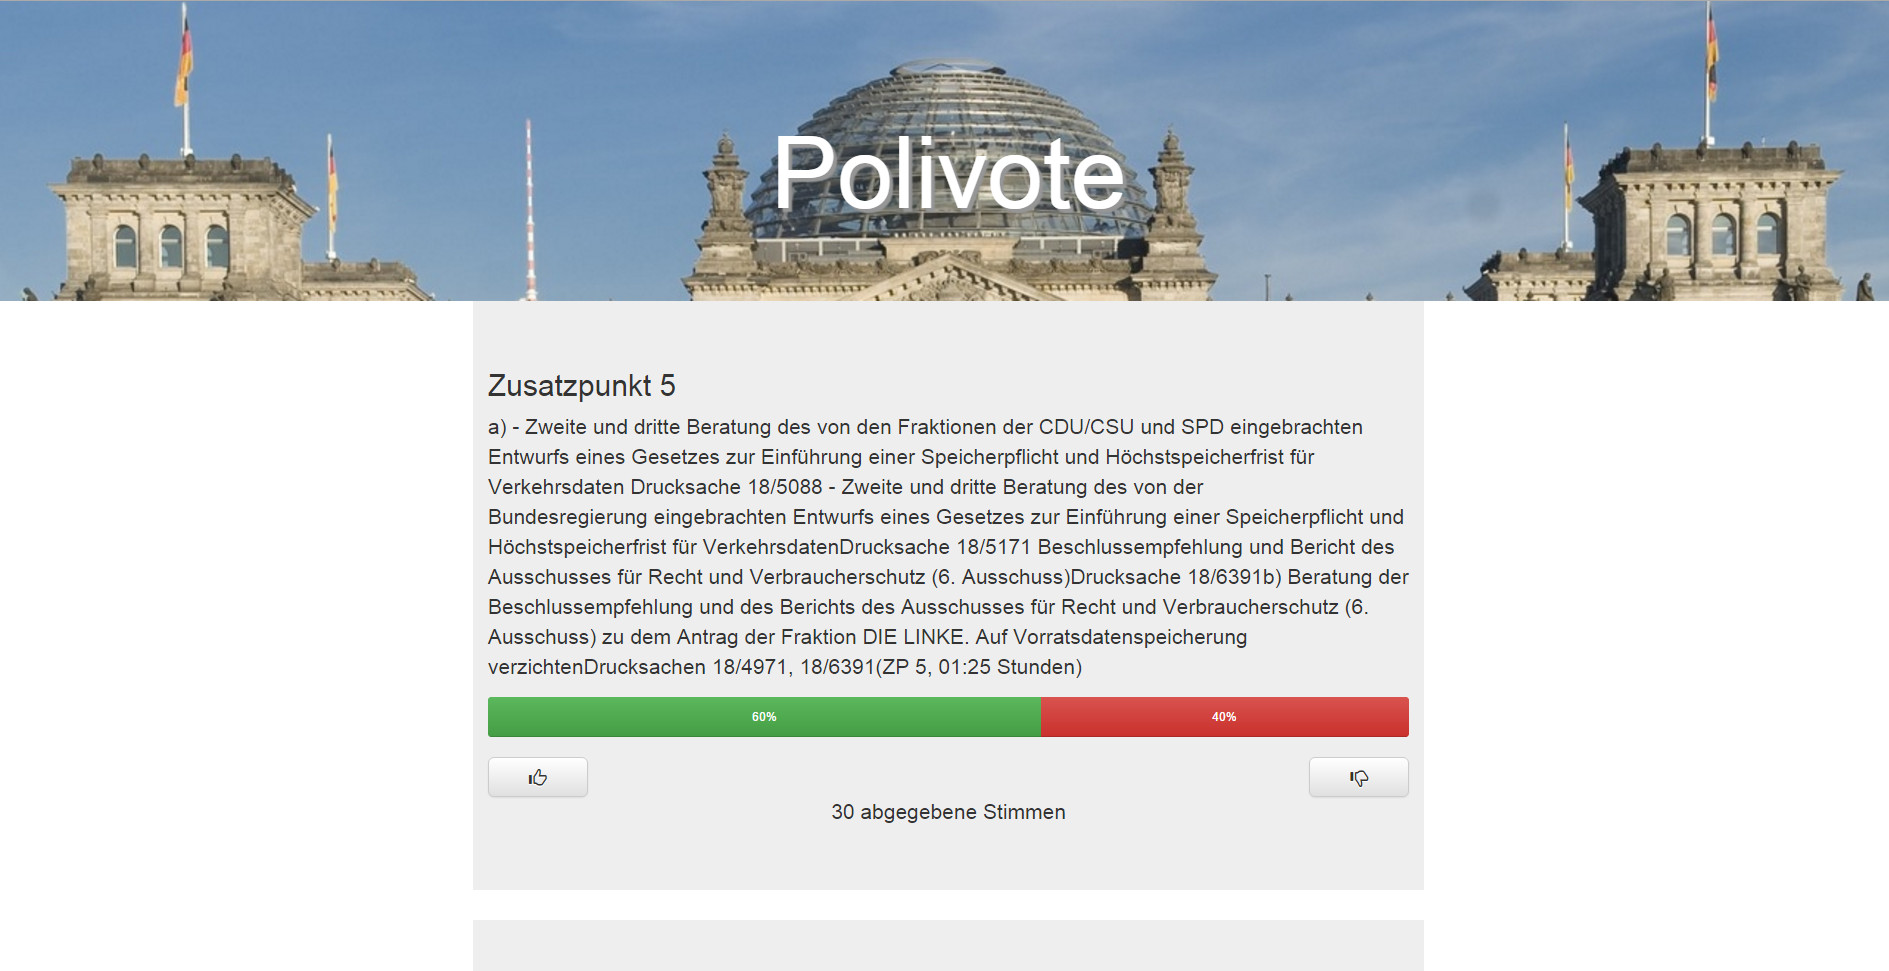 Polivote
Zusatzpunkt 5
a) - Zweite und dritte Beratung des von den Fraktionen der CDU/CSU und SPD eingebrachten
Entwurfs eines Gesetzes zur Einführung einer Speicherpflicht und Höchstspeicherfrist für
Verkehrsdaten Drucksache 18/5088 - Zweite und dritte Beratung des von der
Bundesregierung eingebrachten Entwurfs eines Gesetzes zur Einführung einer Speicherpflicht und
Höchstspeicherfrist für VerkehrsdatenDrucksache 18/5171 Beschlussempfehlung und Bericht des
Ausschusses für Recht und Verbraucherschutz (6. Ausschuss)Drucksache 18/6391b) Beratung der
Beschlussempfehlung und des Berichts des Ausschusses für Recht und Verbraucherschutz (6.
Ausschuss) zu dem Antrag der Fraktion DIE LINKE. Auf Vorratsdatenspeicherung
verzichtenDrucksachen 18/4971, 18/6391(ZP 5, 01:25 Stunden)
60% 40%
30 abgegebene Stimmen